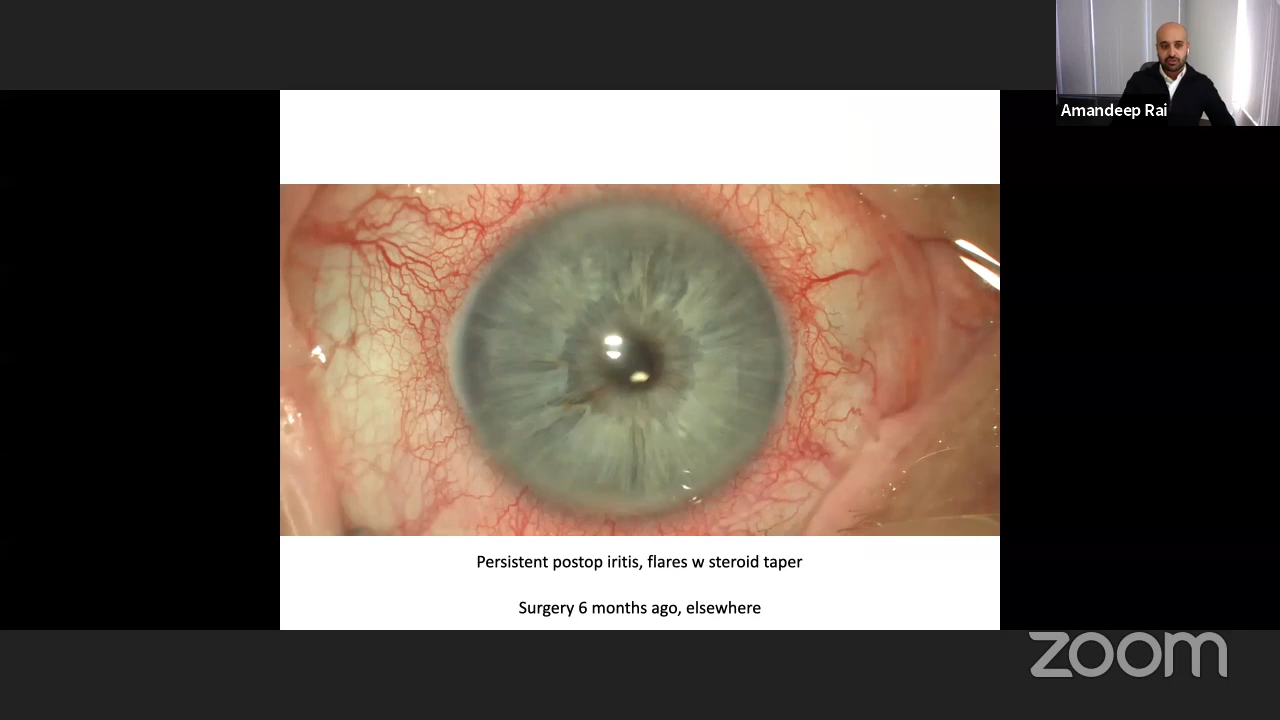 Amandeep Rai
Persistent postop iritis, flares w steroid taper
Surgery 6 months ago, elsewhere
zoom